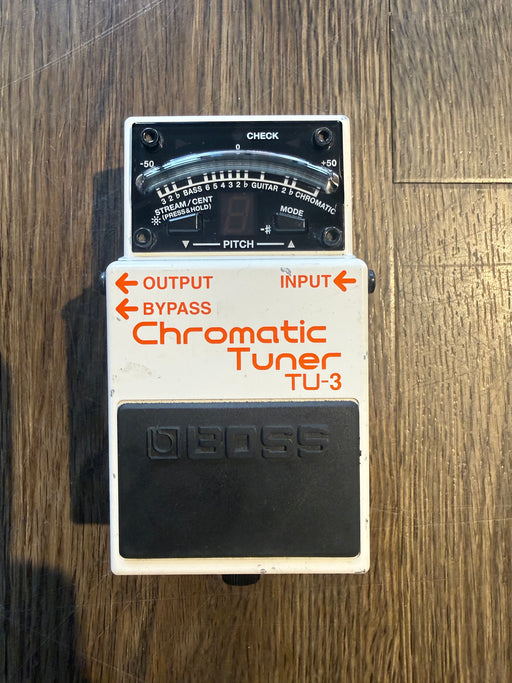 CHECK
-50 0 +50
3 2 ♭ BASS 6 5 4 3 2 ♭ GUITAR 2 ♭ CHROMATIC
STREAM/CENT
(PRESS&HOLD)
MODE
-♯
▼ PITCH ▲
← OUTPUT INPUT ←
← BYPASS
Chromatic
Tuner
TU-3
BOSS